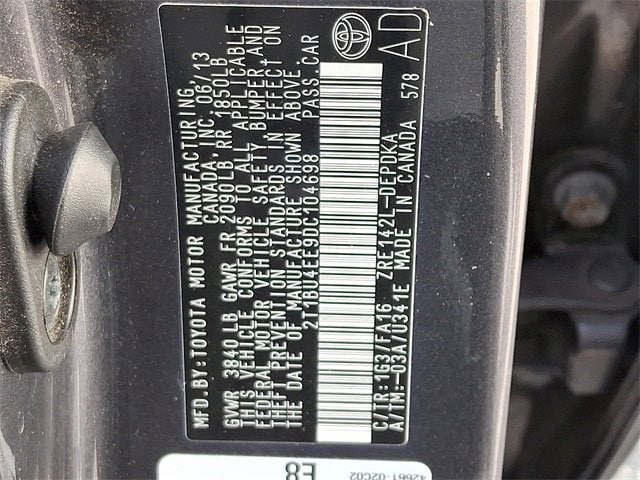 MFD.BY:TOYOTA MOTOR MANUFACTURING,
CANADA, INC. 06/13
GVWR 3840LB GAWR FR 2090LB RR 1850LB
THIS VEHICLE CONFORMS TO ALL APPLICABLE
FEDERAL MOTOR VEHICLE SAFETY, BUMPER, AND
THEFT PREVENTION STANDARDS IN EFFECT ON
THE DATE OF MANUFACTURE SHOWN ABOVE.
2T1BU4EE9DC104698 PASS.CAR
C/TR:1G3/FA16 ZRE142L-DEPDKA
A/TM:-03A/U341E MADE IN CANADA 578
AD
E8
42661-02C02